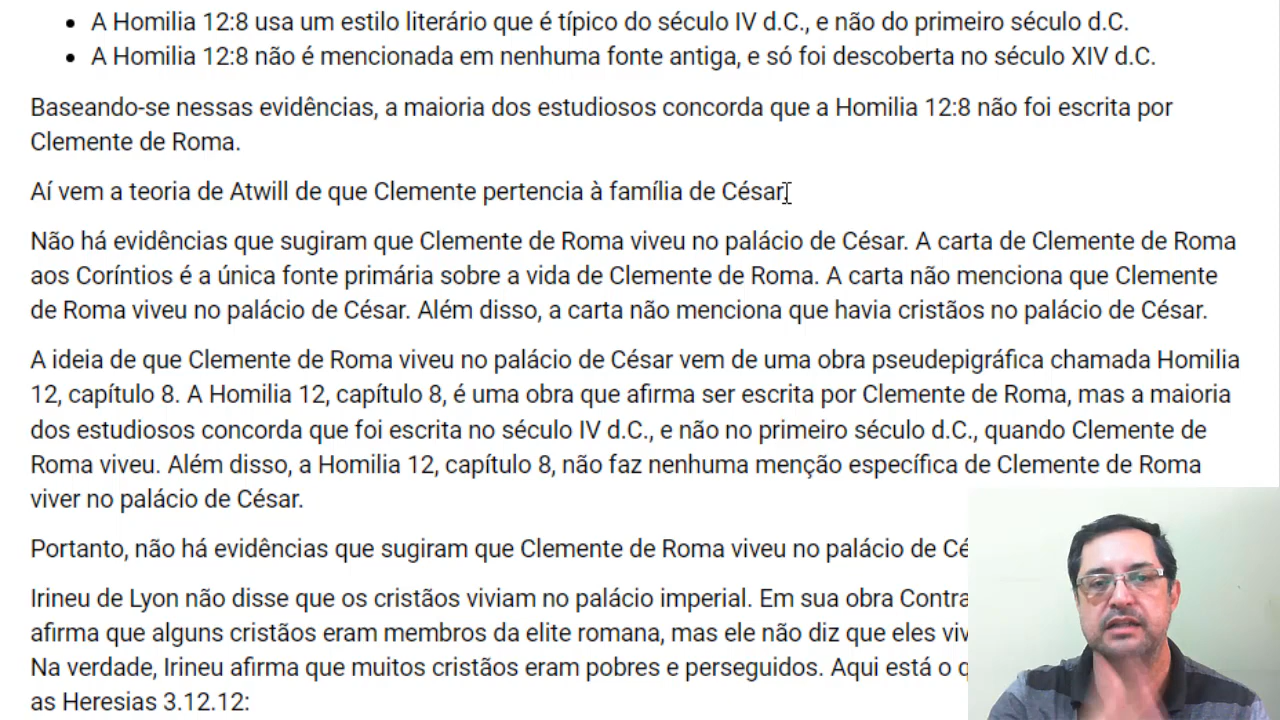 A Homilia 12:8 usa um estilo literário que é típico do século IV d.C., e não do primeiro século d.C.
A Homilia 12:8 não é mencionada em nenhuma fonte antiga, e só foi descoberta no século XIV d.C.
Baseando-se nessas evidências, a maioria dos estudiosos concorda que a Homilia 12:8 não foi escrita por
Clemente de Roma.
Aí vem a teoria de Atwill de que Clemente pertencia à família de César.
Não há evidências que sugiram que Clemente de Roma viveu no palácio de César. A carta de Clemente de Roma
aos Coríntios é a única fonte primária sobre a vida de Clemente de Roma. A carta não menciona que Clemente
de Roma viveu no palácio de César. Além disso, a carta não menciona que havia cristãos no palácio de César.
A ideia de que Clemente de Roma viveu no palácio de César vem de uma obra pseudepigráfica chamada Homilia
12, capítulo 8. A Homilia 12, capítulo 8, é uma obra que afirma ser escrita por Clemente de Roma, mas a maioria
dos estudiosos concorda que foi escrita no século IV d.C., e não no primeiro século d.C., quando Clemente de
Roma viveu. Além disso, a Homilia 12, capítulo 8, não faz nenhuma menção específica de Clemente de Roma
viver no palácio de César.
Portanto, não há evidências que sugiram que Clemente de Roma viveu no palácio de Cé
Irineu de Lyon não disse que os cristãos viviam no palácio imperial. Em sua obra Contra
afirma que alguns cristãos eram membros da elite romana, mas ele não diz que eles viv
Na verdade, Irineu afirma que muitos cristãos eram pobres e perseguidos. Aqui está o q
as Heresias 3.12.12: